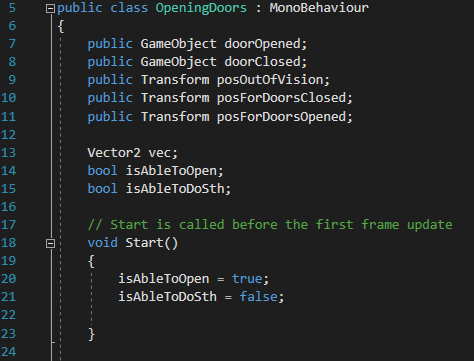 5 public class OpeningDoors : MonoBehaviour
6 {
7 public GameObject doorOpened;
8 public GameObject doorClosed;
9 public Transform posOutOfVision;
10 public Transform posForDoorsClosed;
11 public Transform posForDoorsOpened;
12
13 Vector2 vec;
14 bool isAbleToOpen;
15 bool isAbleToDoSth;
16
17 // Start is called before the first frame update
18 void Start()
19 {
20 isAbleToOpen = true;
21 isAbleToDoSth = false;
22
23 }
24